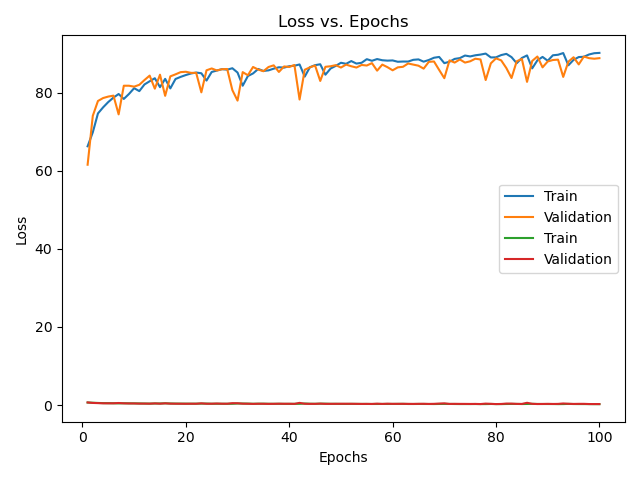 Loss vs. Epochs
80
60
40
20
0
Loss
Train
Validation
Train
Validation
0 20 40 60 80 100
Epochs